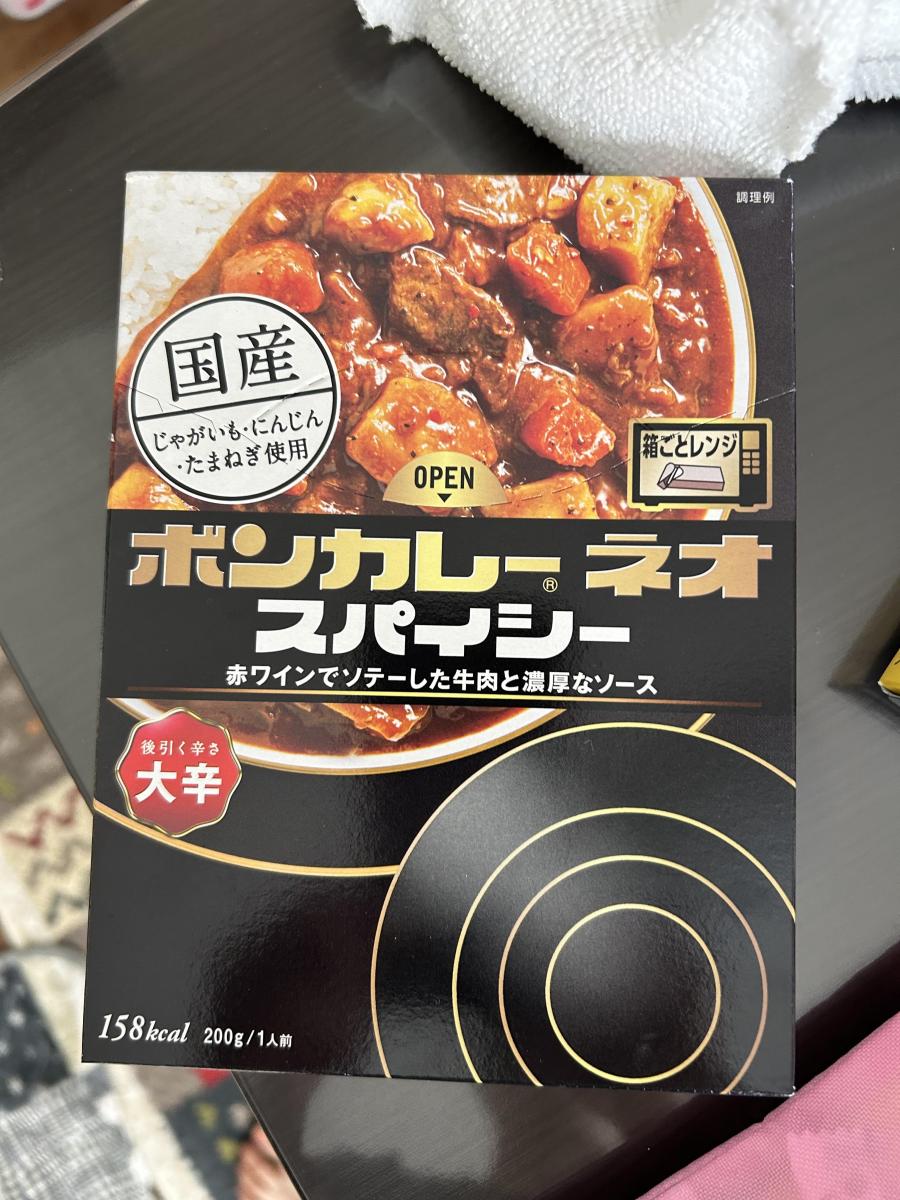 調理例
国産
じゃがいも・にんじん
・たまねぎ使用
OPEN
箱ごとレンジ
ボンカレー® ネオ
スパイシー
赤ワインでソテーした牛肉と濃厚なソース
後引く辛さ
大辛
158kcal 200g/1人前